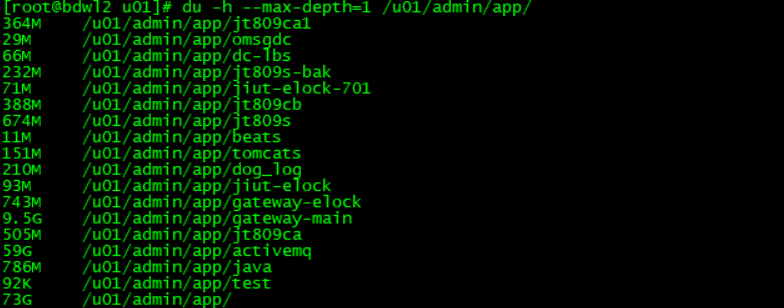 [root@bdwl2 u01]# du -h --max-depth=1 /u01/admin/app/
364M /u01/admin/app/jt809ca1
29M /u01/admin/app/omsgdc
66M /u01/admin/app/dc-lbs
232M /u01/admin/app/jt809s-bak
71M /u01/admin/app/jiut-elock-701
388M /u01/admin/app/jt809cb
674M /u01/admin/app/jt809s
11M /u01/admin/app/beats
151M /u01/admin/app/tomcats
210M /u01/admin/app/dog_log
93M /u01/admin/app/jiut-elock
743M /u01/admin/app/gateway-elock
9.5G /u01/admin/app/gateway-main
505M /u01/admin/app/jt809ca
59G /u01/admin/app/activemq
786M /u01/admin/app/java
92K /u01/admin/app/test
73G /u01/admin/app/